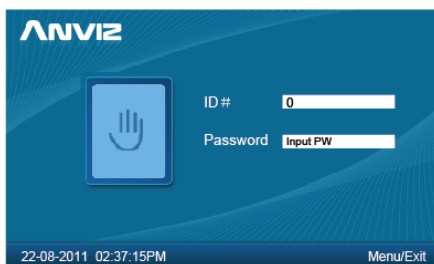 ANVIZ
ID # 0
Password Input PW
22-08-2011 02:37:15PM Menu/Exit